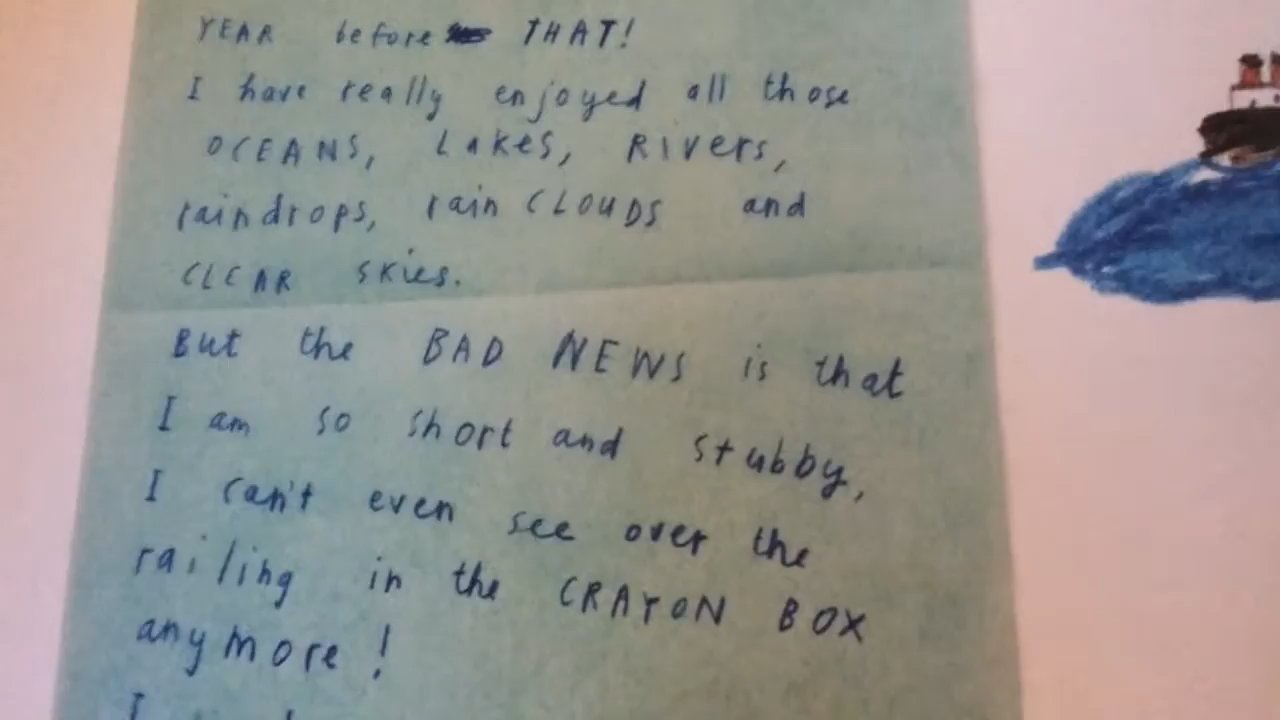 YEAR before THAT!
I have really enjoyed all those
OCEANS, LAKES, RIVERS,
raindrops, rain CLOUDS and
CLEAR skies.
But the BAD NEWS is that
I am so short and stubby,
I can't even see over the
railing in the CRAYON BOX
anymore!
I